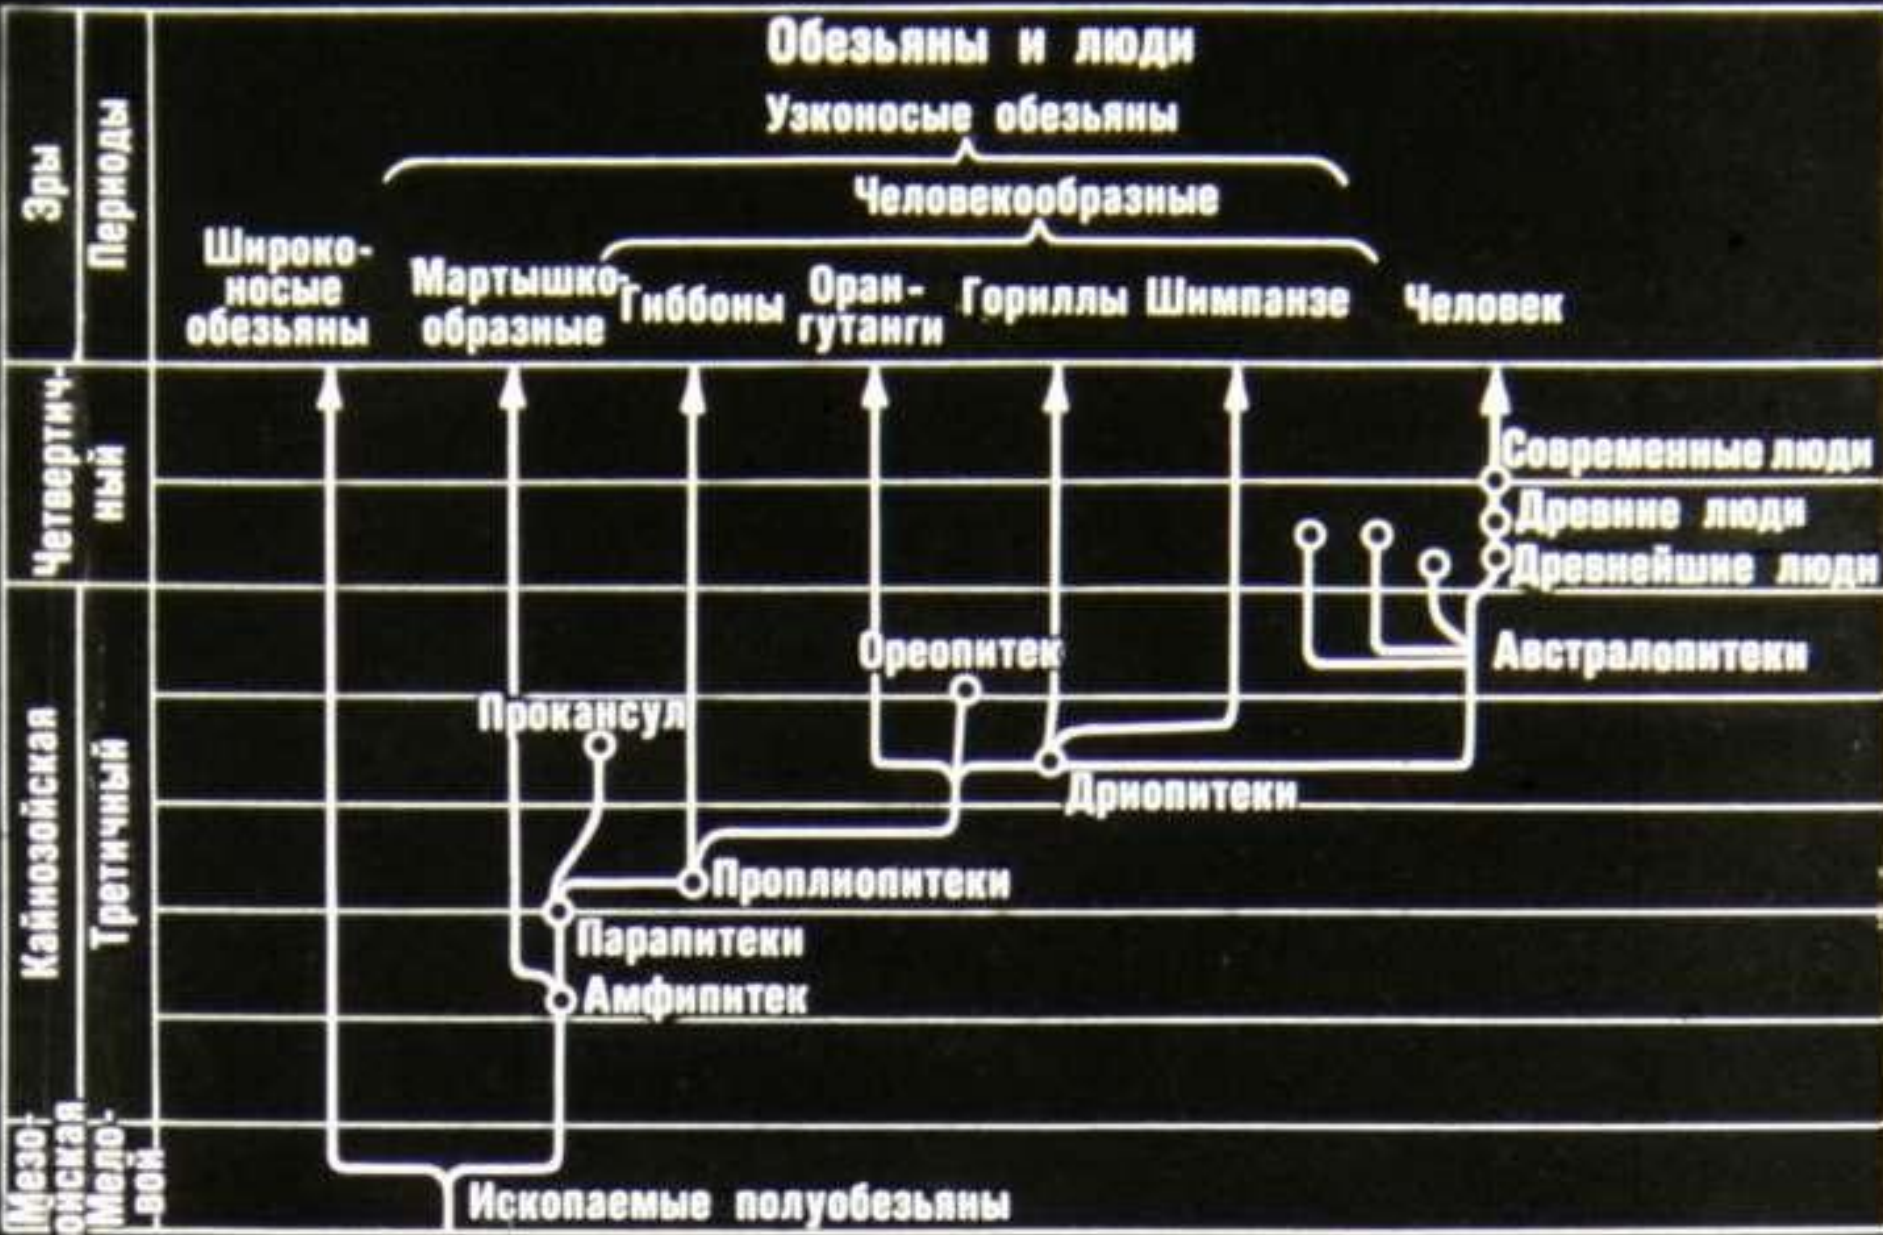 Обезьяны и люди
Узконосые обезьяны
Человекообразные
Эры
Периоды
Широко-
носые
обезьяны
Мартышко-
образные
Гиббоны
Оран-
гутанги
Гориллы
Шимпанзе
Человек
Четвертич-
ный
Современные люди
Древние люди
Древнейшие люди
Австралопитеки
Ореопитек
Проконсул
Дриопитеки
Проплиопитеки
Парапитеки
Амфипитек
Кайнозойская
Третичный
Мезо-
Мело-
вой
Ископаемые полуобезьяны